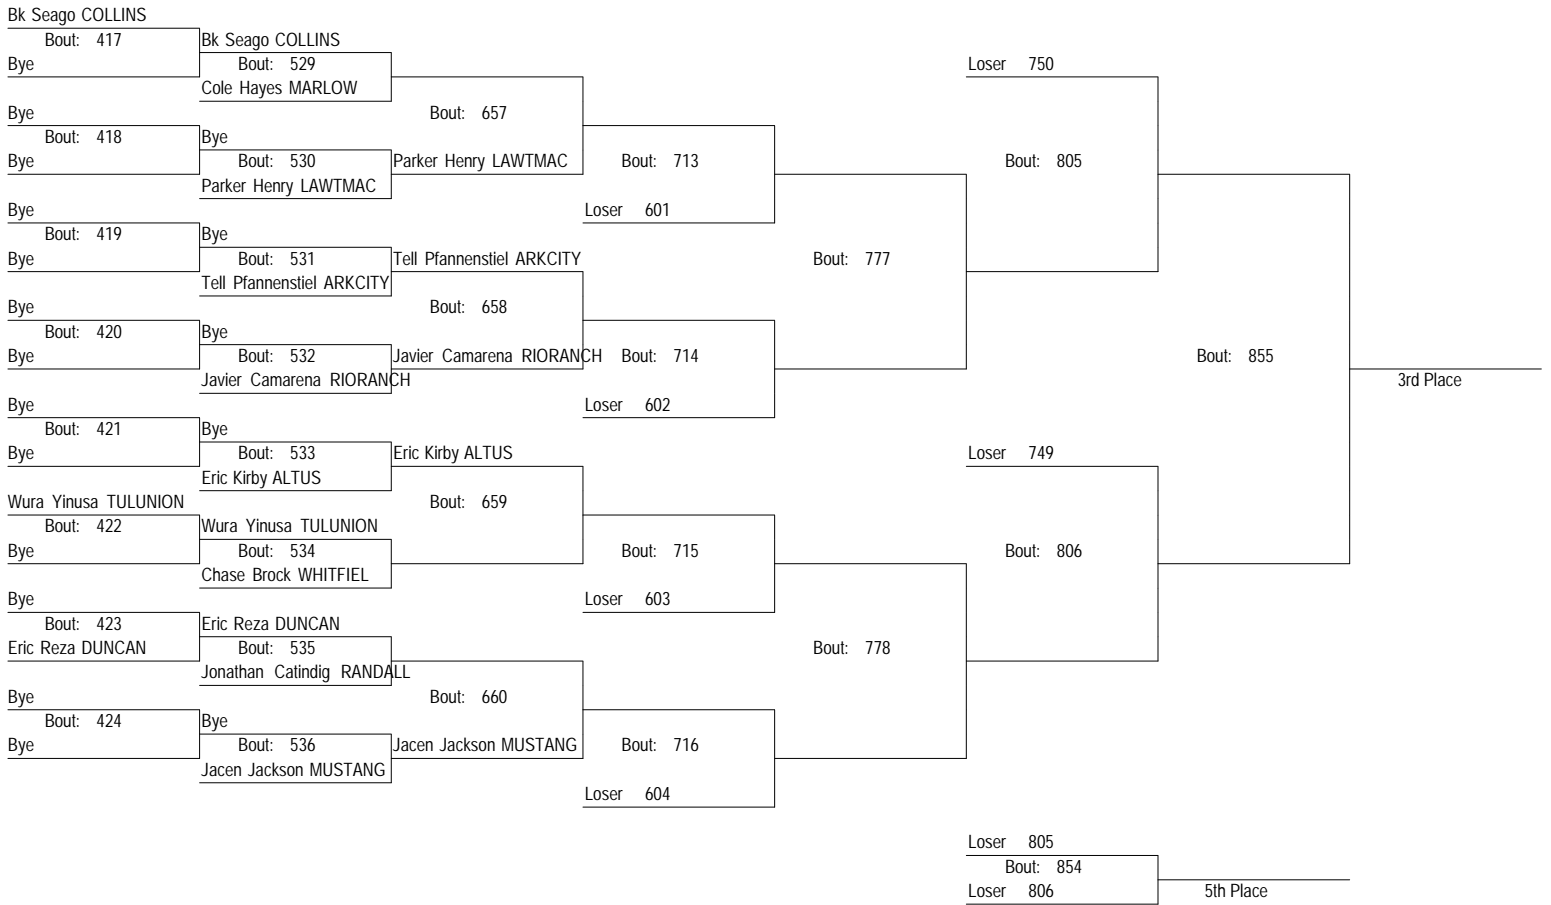 Bk Seago COLLINS
Bout: 417
Bk Seago COLLINS
Bye
Bout: 529
Loser 750
Cole Hayes MARLOW
Bye
Bout: 657
Bout: 418
Bye
Bye
Bout: 530
Parker Henry LAWTMAC
Bout: 713
Bout: 805
Parker Henry LAWTMAC
Bye
Loser 601
Bout: 419
Bye
Bye
Bout: 531
Tell Pfannenstiel ARKCITY
Bout: 777
Tell Pfannenstiel ARKCITY
Bye
Bout: 658
Bout: 420
Bye
Bye
Bout: 532
Javier Camarena RIORANCH
Bout: 714
Bout: 855
Javier Camarena RIORANCH
3rd Place
Bye
Loser 602
Bout: 421
Bye
Bye
Bout: 533
Eric Kirby ALTUS
Loser 749
Eric Kirby ALTUS
Wura Yinusa TULUNION
Bout: 659
Bout: 422
Wura Yinusa TULUNION
Bye
Bout: 534
Bout: 715
Bout: 806
Chase Brock WHITFIEL
Bye
Loser 603
Bout: 423
Eric Reza DUNCAN
Eric Reza DUNCAN
Bout: 535
Bout: 778
Jonathan Catindig RANDALL
Bye
Bout: 660
Bout: 424
Bye
Bye
Bout: 536
Jacen Jackson MUSTANG
Bout: 716
Jacen Jackson MUSTANG
Loser 604
Loser 805
Bout: 854
Loser 806
5th Place